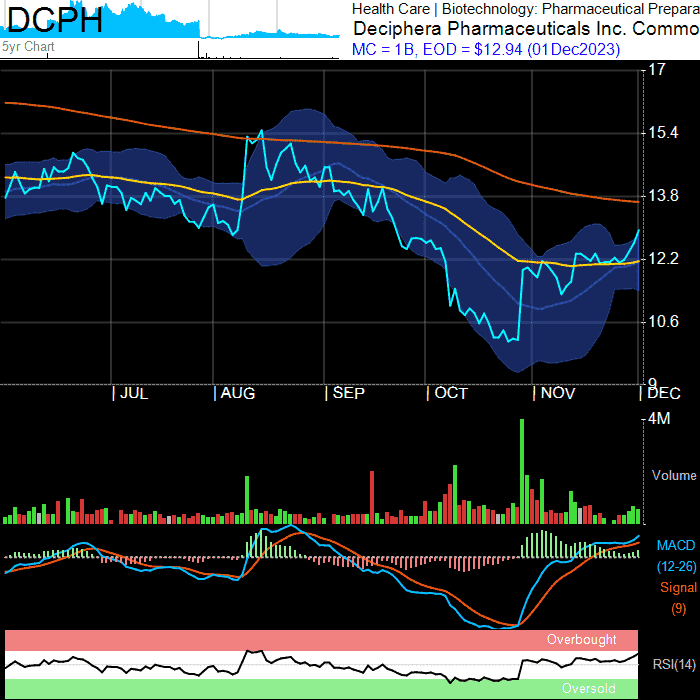 DCPH
5yr Chart
Health Care | Biotechnology: Pharmaceutical Prepara
Deciphera Pharmaceuticals Inc. Commo
MC = 1B, EOD = $12.94 (01Dec2023)
17
15.4
13.8
12.2
10.6
9
JUL AUG SEP OCT NOV DEC
4M
Volume
MACD
(12-26)
Signal
(9)
Overbought
RSI(14)
Oversold